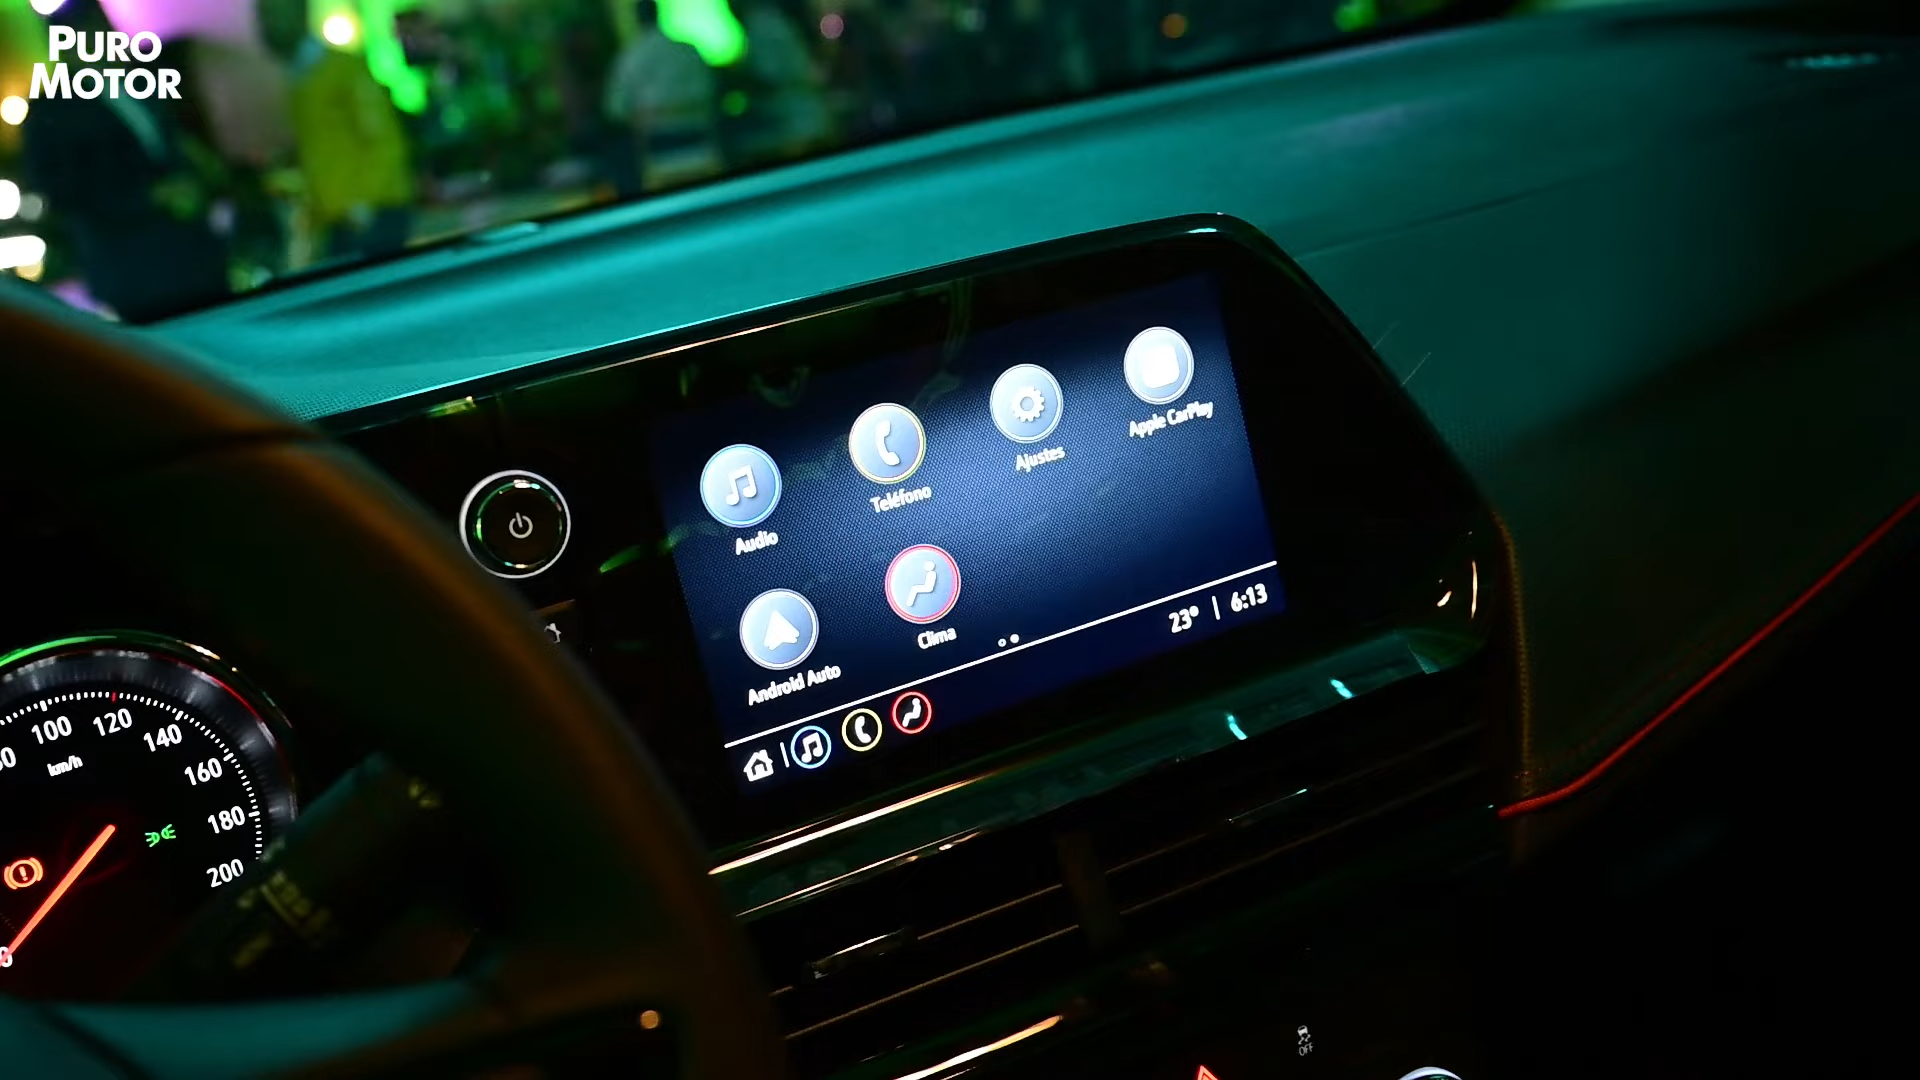 PURO
MOTOR
Audio
Teléfono
Ajustes
Apple CarPlay
Android Auto
Clima
23° | 6:13
100
120
140
160
180
200
km/h
OFF